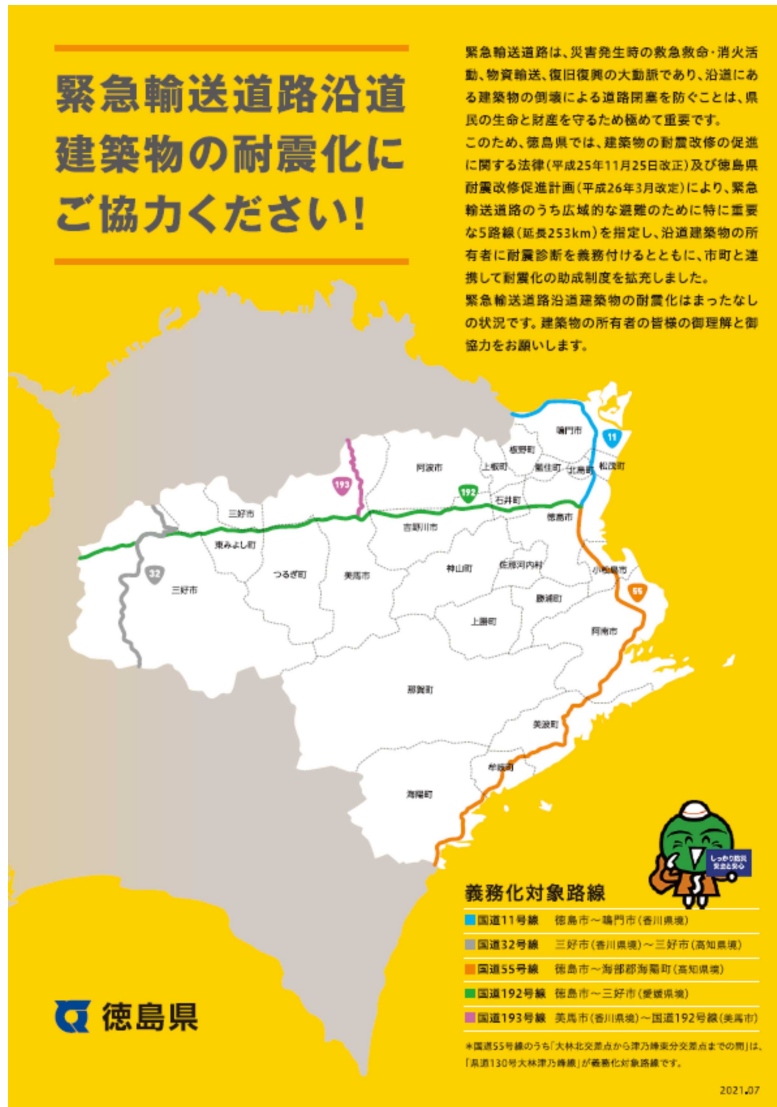 緊急輸送道路沿道
建築物の耐震化に
ご協力ください!
緊急輸送道路は、災害発生時の救急救命・消火活
動、物資輸送、復旧復興の大動脈であり、沿道にあ
る建築物の倒壊による道路閉塞を防ぐことは、県
民の生命と財産を守るため極めて重要です。
このため、徳島県では、建築物の耐震改修の促進
に関する法律(平成25年11月25日改正)及び徳島県
耐震改修促進計画(平成26年3月改定)により、緊急
輸送道路のうち広域的な避難のために特に重要
な5路線(延長253km)を指定し、沿道建築物の所
有者に耐震診断を義務付けるとともに、市町と連
携して耐震化の助成制度を拡充しました。
緊急輸送道路沿道建築物の耐震化はまったなし
の状況です。建築物の所有者の皆様の御理解と御
協力をお願いします。
鳴門市
11
板野町
阿波市
上板町
藍住町
北島町
松茂町
193
192
石井町
三好市
吉野川市
徳島市
東みよし町
32
つるぎ町
美馬市
神山町
佐那河内村
小松島市
三好市
55
勝浦町
上勝町
阿南市
那賀町
美波町
牟岐町
海陽町
しっかり防災
安全と安心
義務化対象路線
国道11号線 徳島市～鳴門市(香川県境)
国道32号線 三好市(香川県境)～三好市(高知県境)
国道55号線 徳島市～海部郡海陽町(高知県境)
国道192号線 徳島市～三好市(愛媛県境)
国道193号線 美馬市(香川県境)～国道192号線(美馬市)
*国道55号線のうち「大林北交差点から津乃峰東分交差点までの間」は、
「県道130号大林津乃峰線」が義務化対象路線です。
徳島県
2021.07